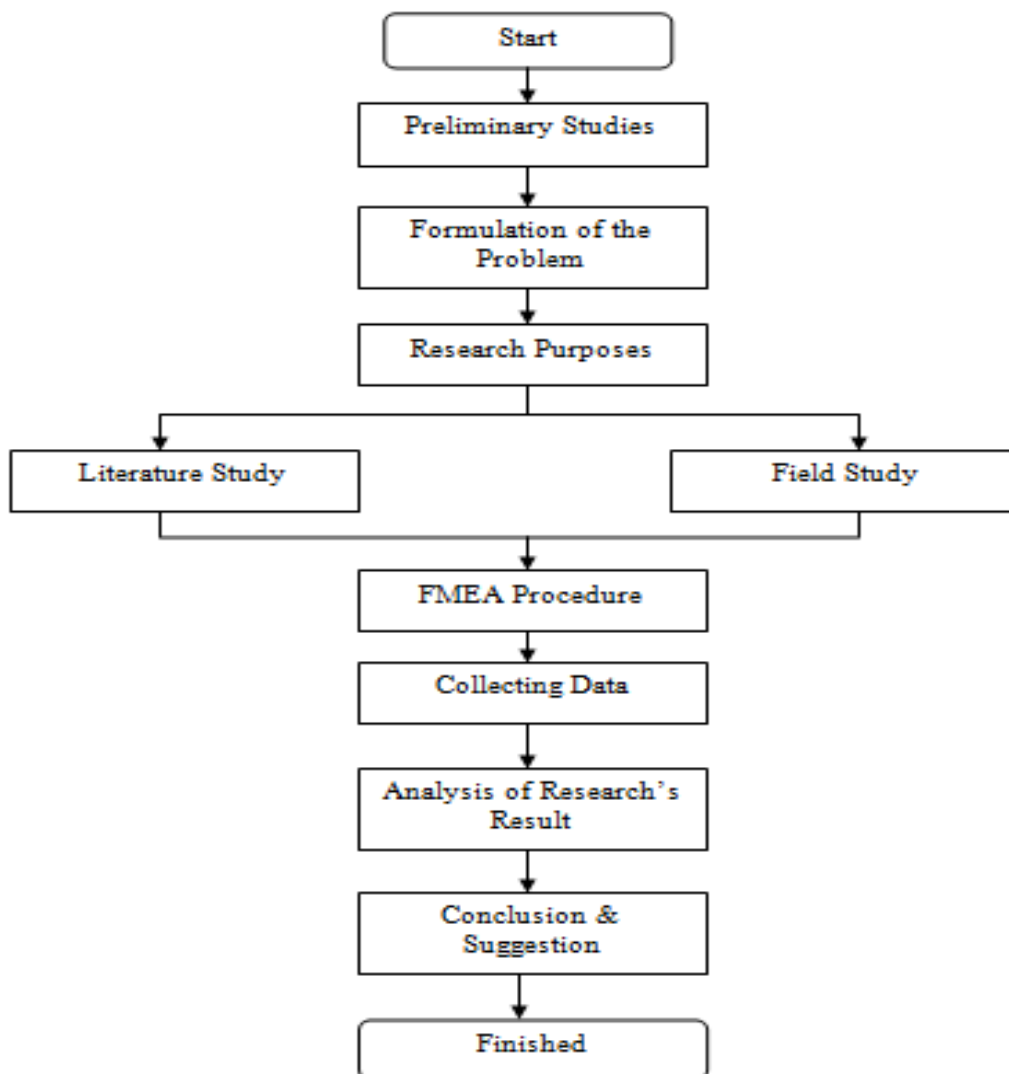 Start
Preliminary Studies
Formulation of the
Problem
Research Purposes
Literature Study
Field Study
FMEA Procedure
Collecting Data
Analysis of Research’s
Result
Conclusion &
Suggestion
Finished